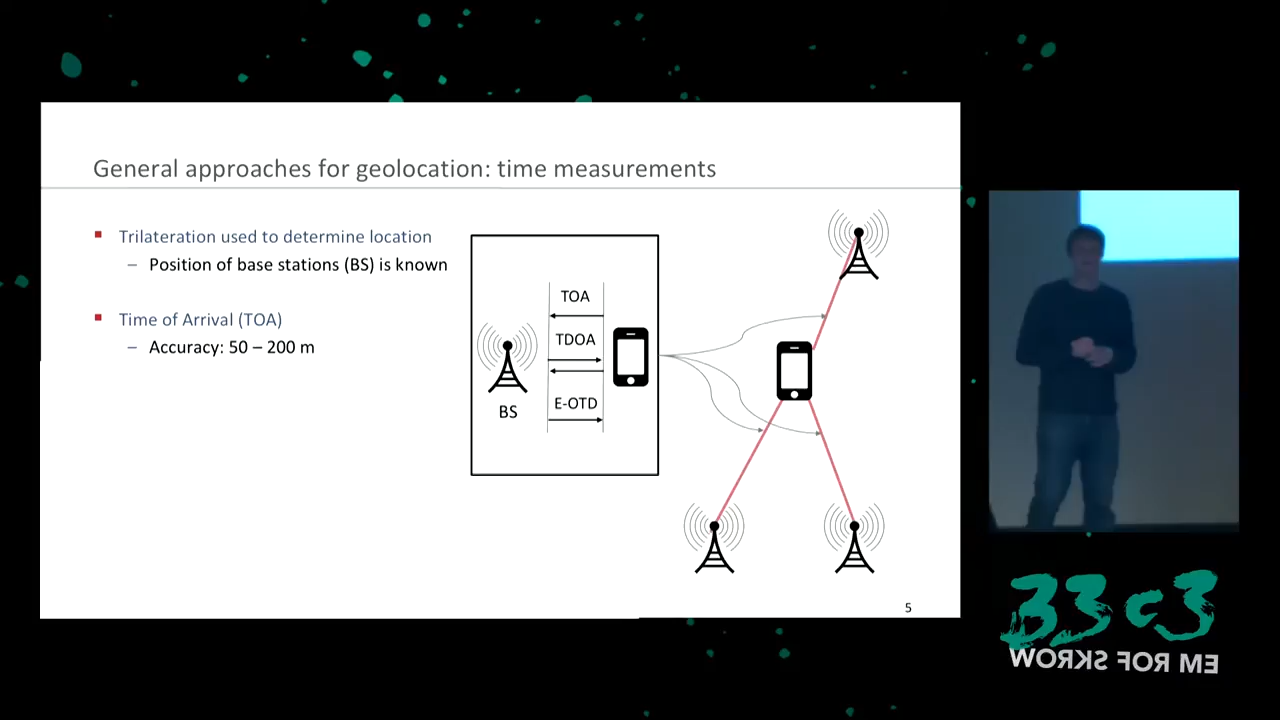 General approaches for geolocation: time measurements
Trilateration used to determine location
– Position of base stations (BS) is known
Time of Arrival (TOA)
– Accuracy: 50 – 200 m
TOA
TDOA
E-OTD
BS
5
33c3
WORKS FOR ME